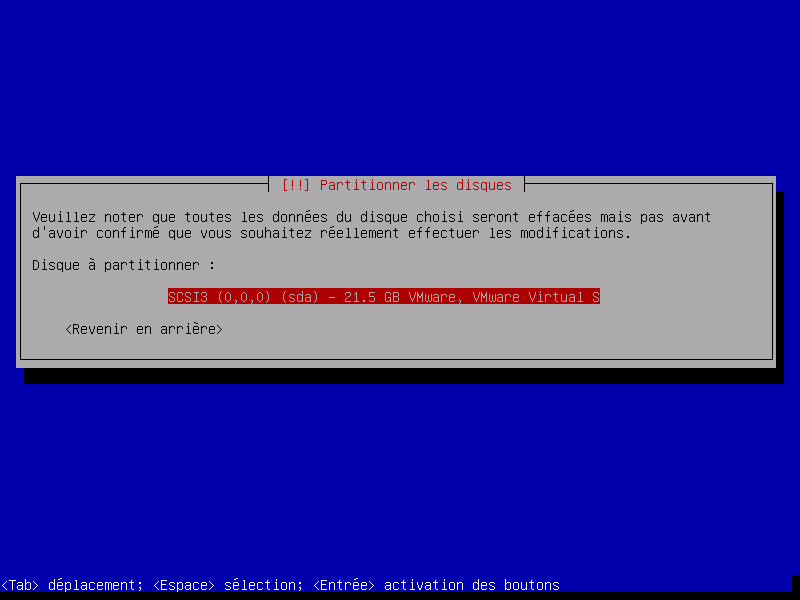 [!!] Partitionner les disques
Veuillez noter que toutes les données du disque choisi seront effacées mais pas avant
d'avoir confirmé que vous souhaitez réellement effectuer les modifications.
Disque à partitionner :
SCSI3 (0,0,0) (sda) - 21.5 GB VMware, VMware Virtual S
<Revenir en arrière>
<Tab> déplacement; <Espace> sélection; <Entrée> activation des boutons